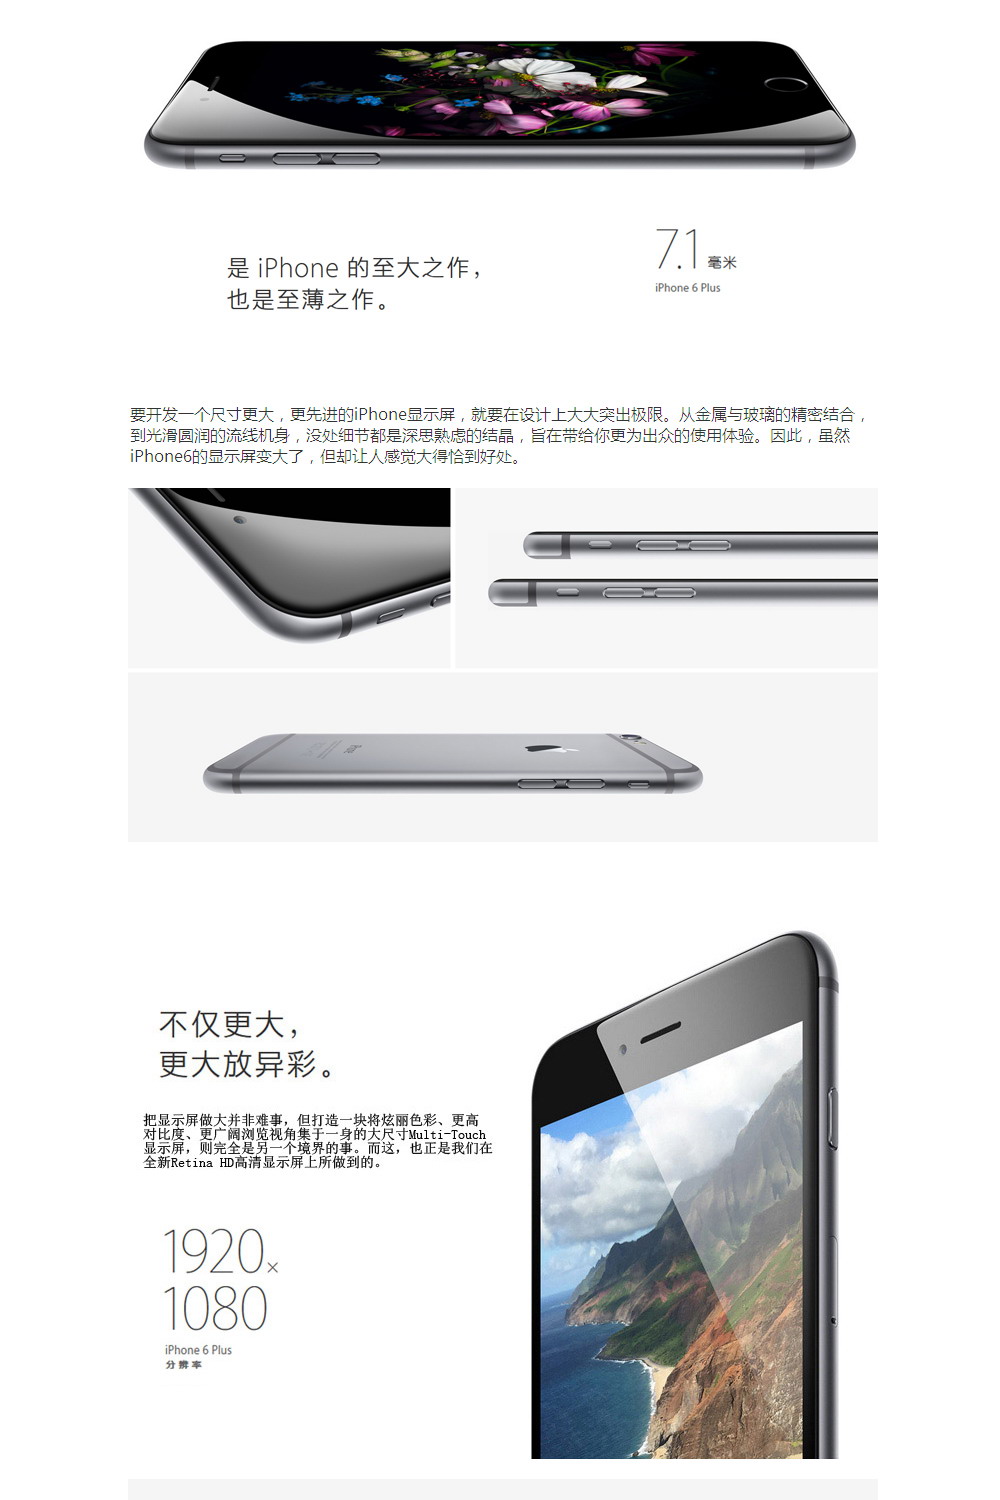 是 iPhone 的至大之作，
也是至薄之作。
7.1 毫米
iPhone 6 Plus
要开发一个尺寸更大，更先进的iPhone显示屏，就要在设计上大大突出极限。从金属与玻璃的精密结合，
到光滑圆润的流线机身，没处细节都是深思熟虑的结晶，旨在带给你更为出众的使用体验。因此，虽然
iPhone6的显示屏变大了，但却让人感觉大得恰到好处。
iPhone
不仅更大，
更大放异彩。
把显示屏做大并非难事，但打造一块将炫丽色彩、更高
对比度、更广阔浏览视角集于一身的大尺寸Multi-Touch
显示屏，则完全是另一个境界的事。而这，也正是我们在
全新Retina HD高清显示屏上所做到的。
1920×
1080
iPhone 6 Plus
分辨率